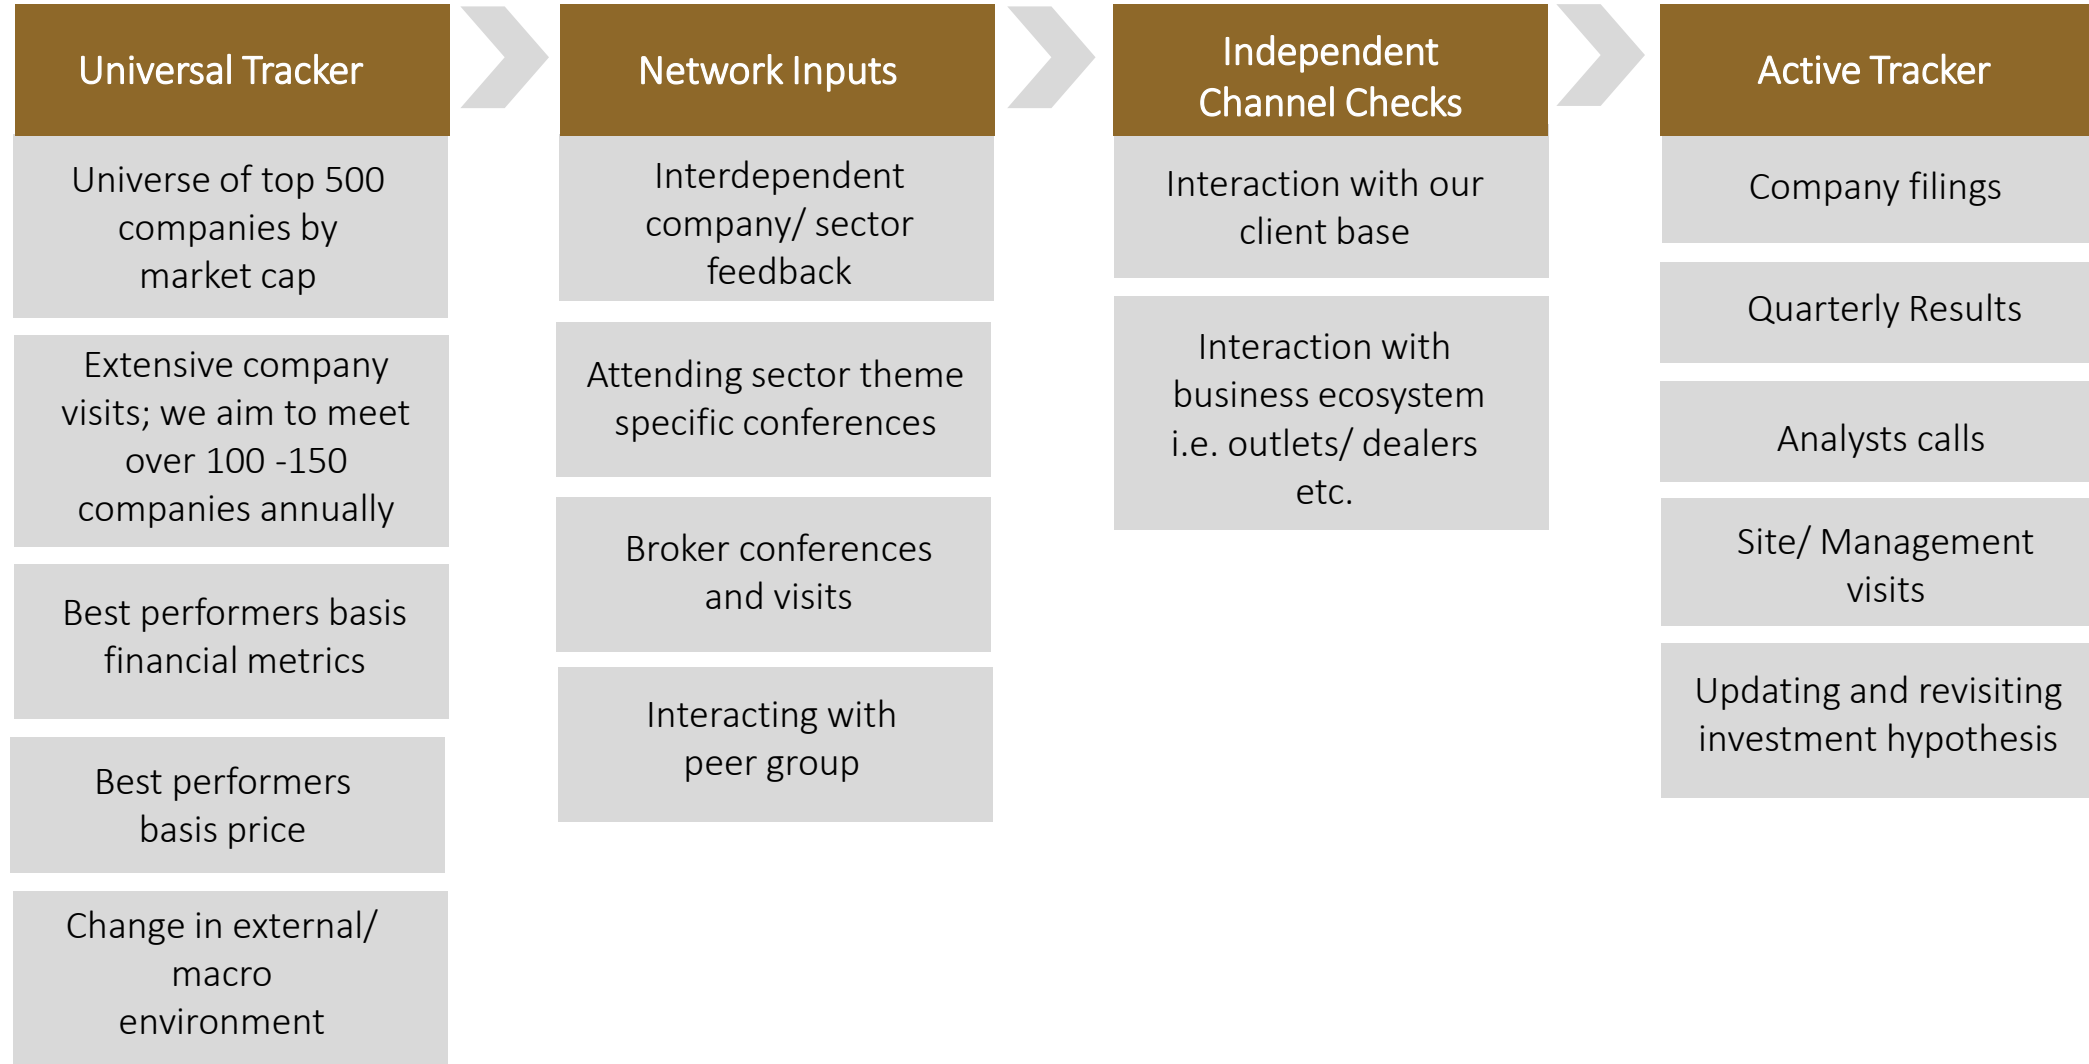 Universal Tracker
Universe of top 500
companies by
market cap
Extensive company
visits; we aim to meet
over 100 -150
companies annually
Best performers basis
financial metrics
Best performers
basis price
Change in external/
macro
environment
Network Inputs
Interdependent
company/ sector
feedback
Attending sector theme
specific conferences
Broker conferences
and visits
Interacting with
peer group
Independent
Channel Checks
Interaction with our
client base
Interaction with
business ecosystem
i.e. outlets/ dealers
etc.
Active Tracker
Company filings
Quarterly Results
Analysts calls
Site/ Management
visits
Updating and revisiting
investment hypothesis